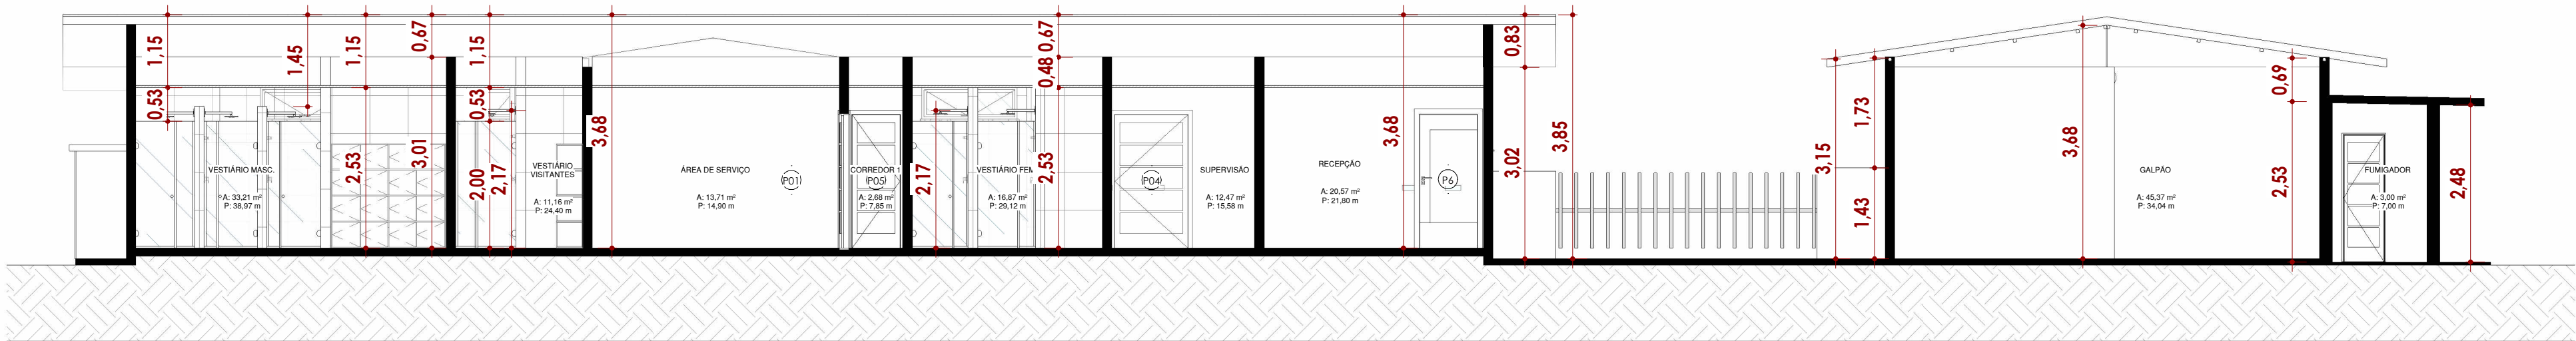 1,15
0,53
1,45
1,15
2,53
0,67
3,01
1,15
0,53
2,00
2,17
3,68
2,17
0,67
0,48
2,53
3,68
0,83
3,02
3,85
3,15
1,73
1,43
3,68
0,69
2,53
2,48
VESTIÁRIO MASC.
A: 33,21 m²
P: 38,97 m
VESTIÁRIO
VISITANTES
A: 11,16 m²
P: 24,40 m
ÁREA DE SERVIÇO
A: 13,71 m²
P: 14,90 m
P01
CORREDOR 1
P05
A: 2,68 m²
P: 7,85 m
VESTIÁRIO FEM
A: 16,87 m²
P: 29,12 m
P04
SUPERVISÃO
A: 12,47 m²
P: 15,58 m
RECEPÇÃO
A: 20,57 m²
P: 21,80 m
P6
GALPÃO
A: 45,37 m²
P: 34,04 m
FUMIGADOR
A: 3,00 m²
P: 7,00 m